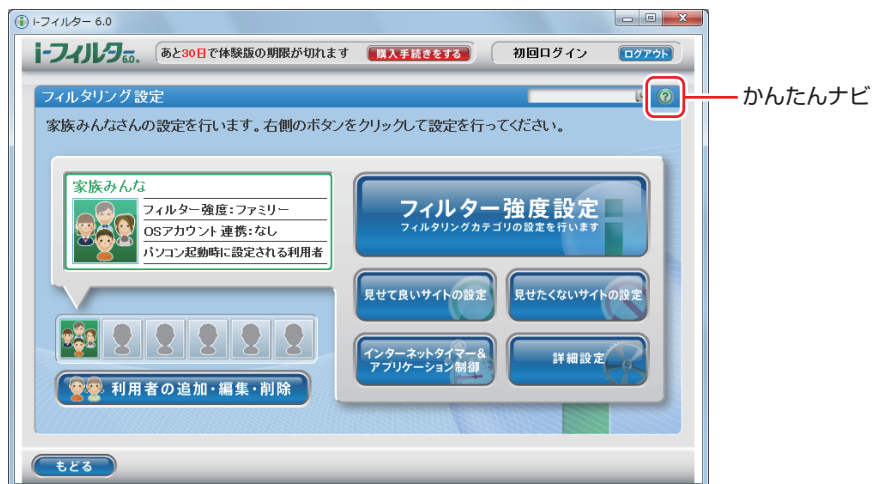 i-フィルター 6.0
i-フィルター6.0.
あと30日で体験版の期限が切れます
購入手続きをする
初回ログイン
ログアウト
フィルタリング設定
?
かんたんナビ
家族みんなさんの設定を行います。右側のボタンをクリックして設定を行ってください。
家族みんな
フィルター強度:ファミリー
OSアカウント連携:なし
パソコン起動時に設定される利用者
フィルター強度設定
フィルタリングカテゴリの設定を行います
見せて良いサイトの設定
見せたくないサイトの設定
インターネットタイマー&
アプリケーション制御
詳細設定
利用者の追加・編集・削除
もどる